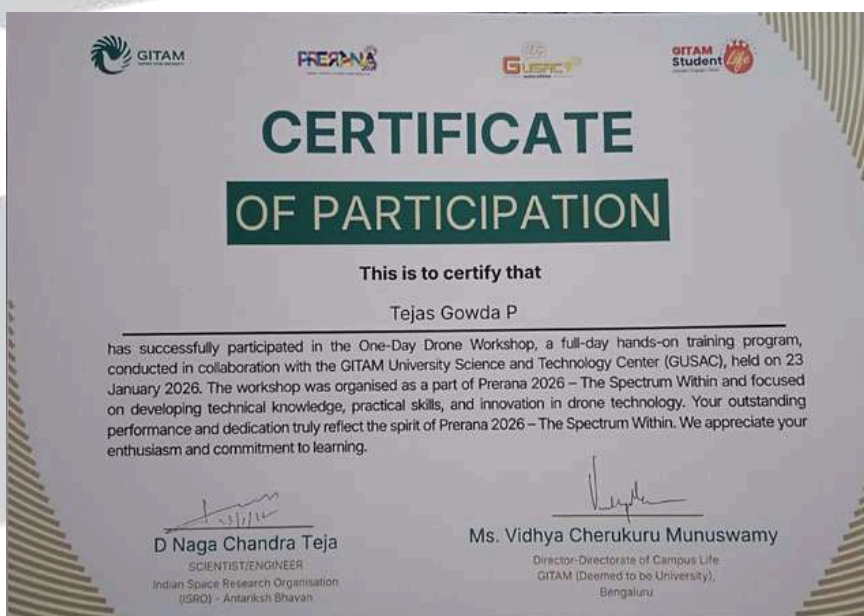 GITAM
PRERANA
GUSAC
GITAM
Student Life
CERTIFICATE
OF PARTICIPATION
This is to certify that
Tejas Gowda P
has successfully participated in the One-Day Drone Workshop, a full-day hands-on training program,
conducted in collaboration with the GITAM University Science and Technology Center (GUSAC), held on 23
January 2026. The workshop was organised as a part of Prerana 2026 – The Spectrum Within and focused
on developing technical knowledge, practical skills, and innovation in drone technology. Your outstanding
performance and dedication truly reflect the spirit of Prerana 2026 – The Spectrum Within. We appreciate your
enthusiasm and commitment to learning.
D Naga Chandra Teja
SCIENTIST/ENGINEER
Indian Space Research Organisation
(ISRO) - Antariksh Bhavan
Ms. Vidhya Cherukuru Munuswamy
Director-Directorate of Campus Life
GITAM (Deemed to be University),
Bengaluru